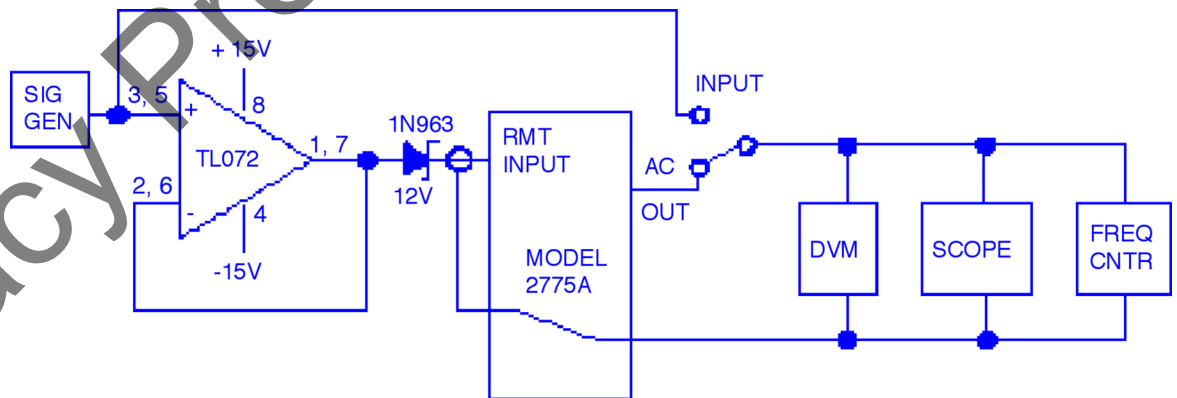 + 15V
INPUT
SIG
GEN
3, 5
+
8
1N963
RMT
INPUT
TL072
1, 7
AC
2, 6
12V
OUT
-
4
-15V
MODEL
2775A
DVM
SCOPE
FREQ
CNTR